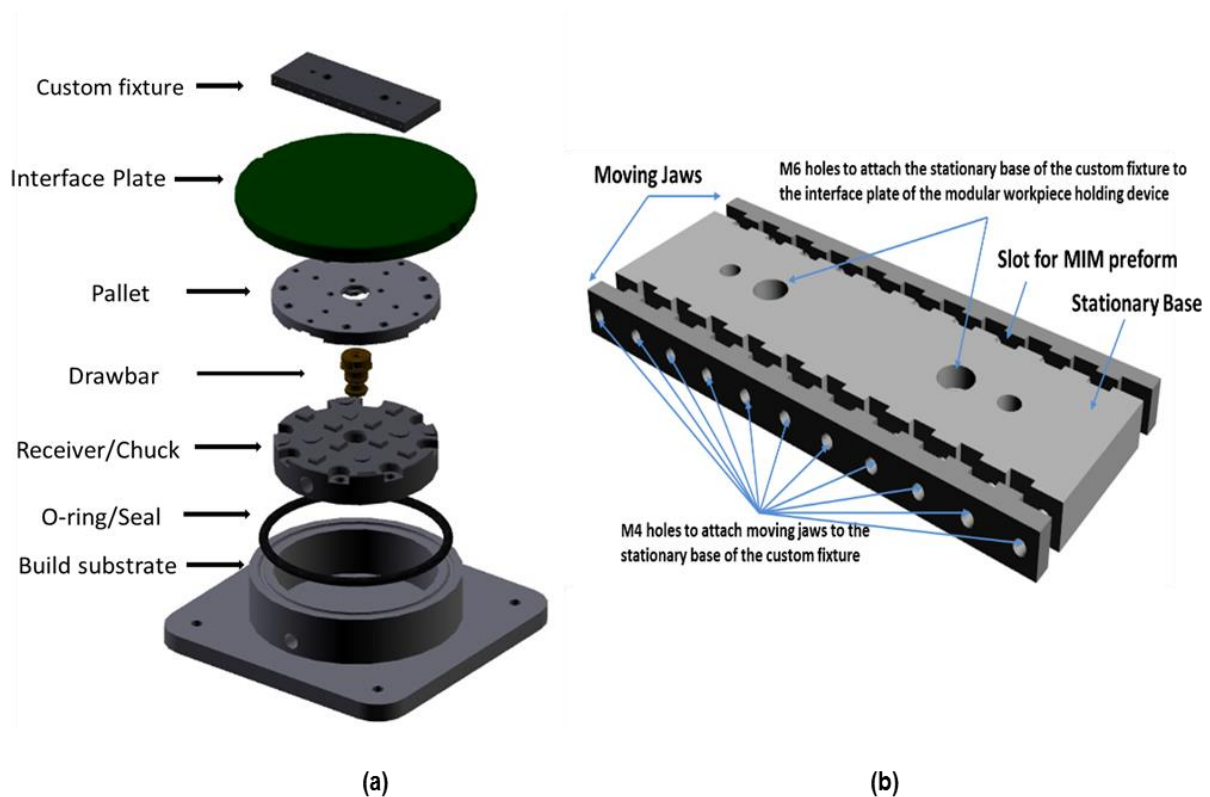 Custom fixture
Interface Plate
Pallet
Drawbar
Receiver/Chuck
O-ring/Seal
Build substrate
(a)
Moving Jaws
M6 holes to attach the stationary base of the custom fixture to
the interface plate of the modular workpiece holding device
Slot for MIM preform
Stationary Base
M4 holes to attach moving jaws to the
stationary base of the custom fixture
(b)